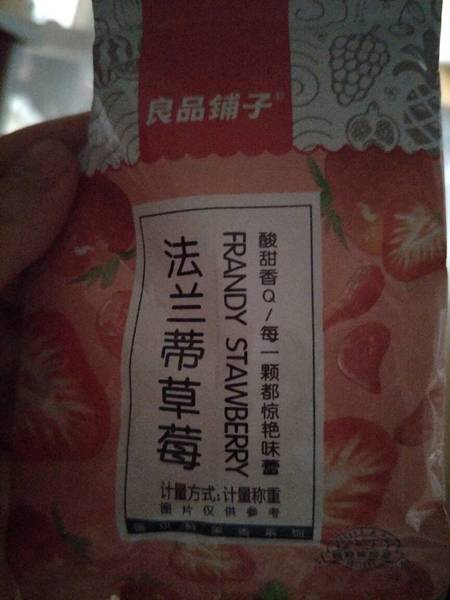 良品铺子®
酸甜香Q/每一颗都惊艳味蕾
FRANDY STAWBERRY
法兰蒂草莓
计量方式:计量称重
图片仅供参考